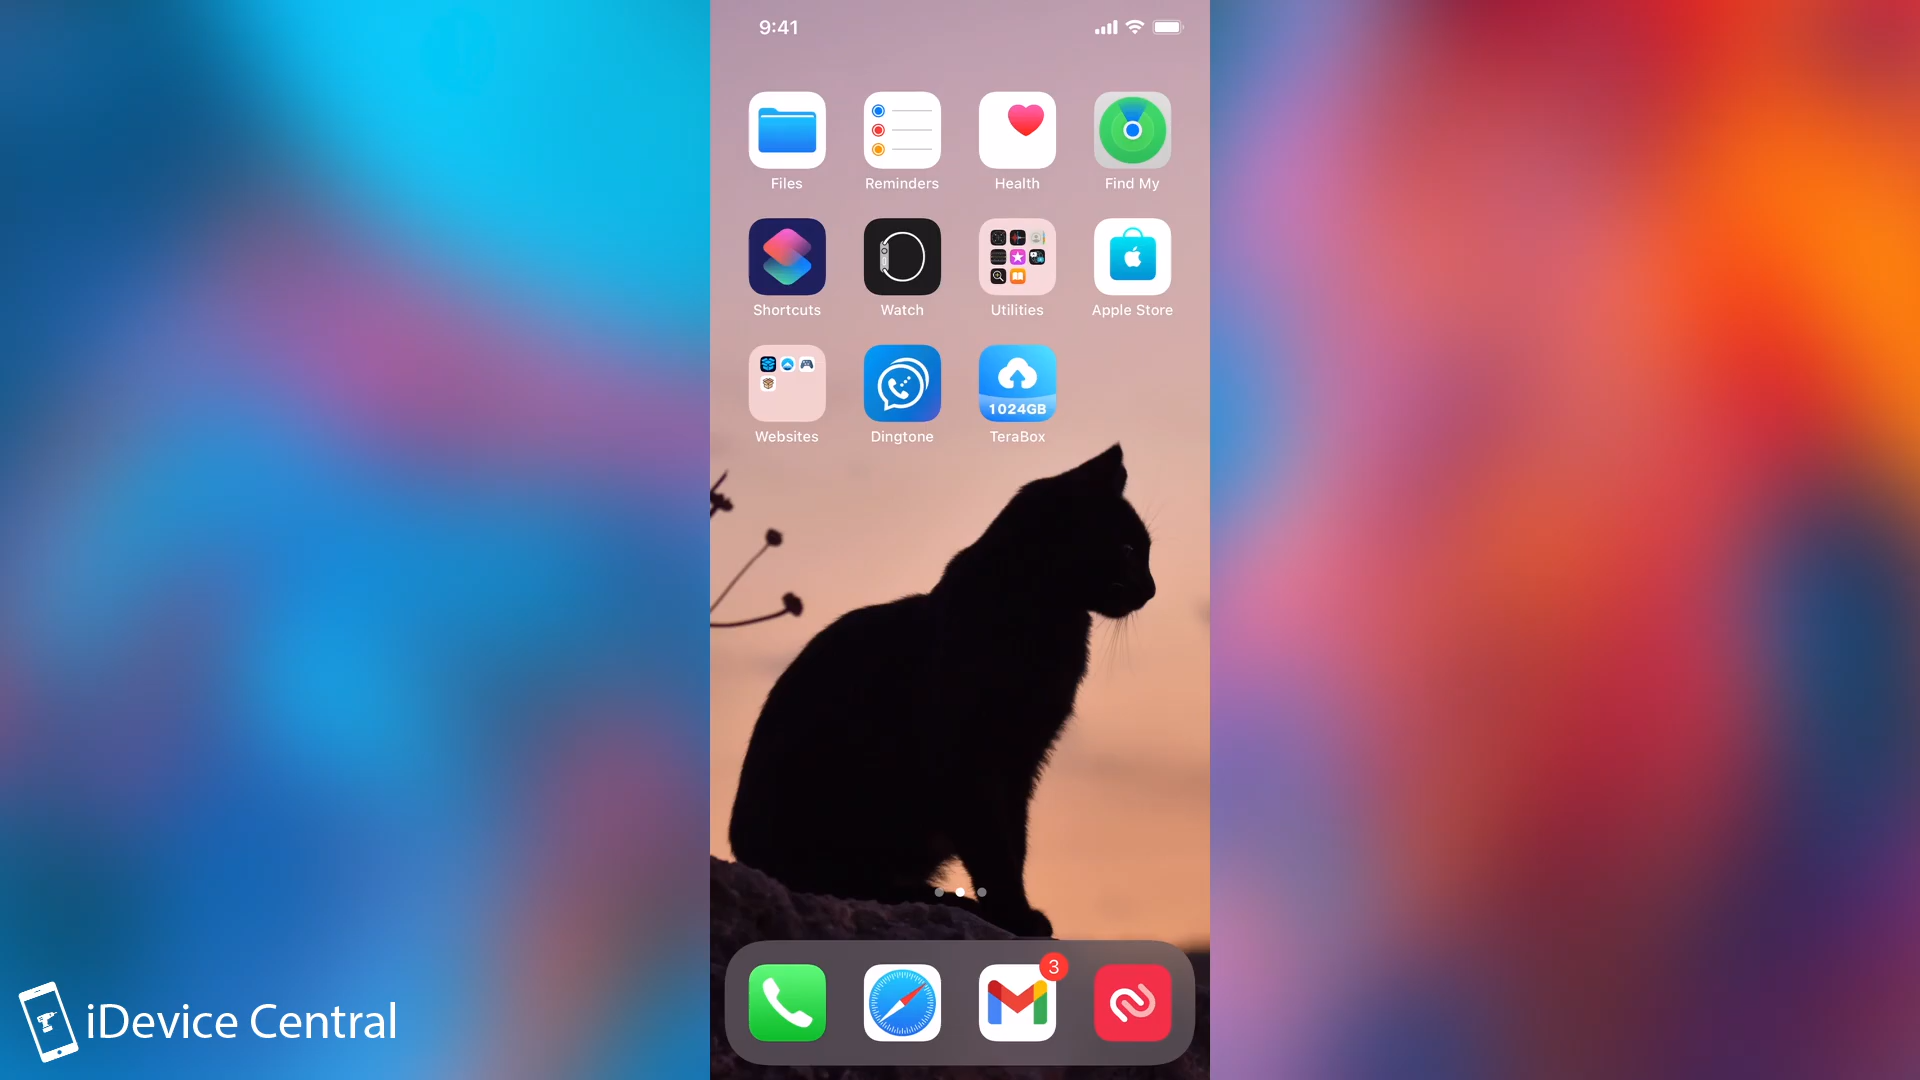 9:41
Files Reminders Health Find My
Shortcuts Watch Utilities Apple Store
1024GB
Websites Dingtone TeraBox
3
iDevice Central